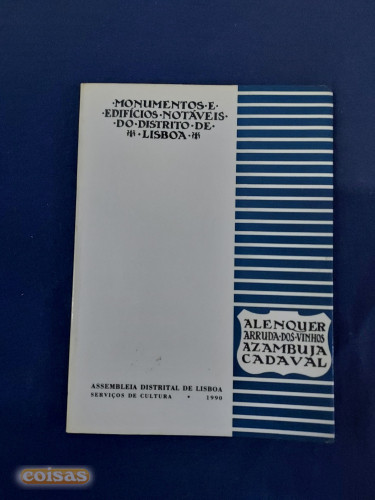 ·MONUMENTOS·E·
·EDIFÍCIOS·NOTÁVEIS·
·DO·DISTRITO·DE·
·LISBOA·
ALENQUER
ARRUDA·DOS·VINHOS
AZAMBUJA
CADAVAL
ASSEMBLEIA DISTRITAL DE LISBOA
SERVIÇOS DE CULTURA • 1990
coisas